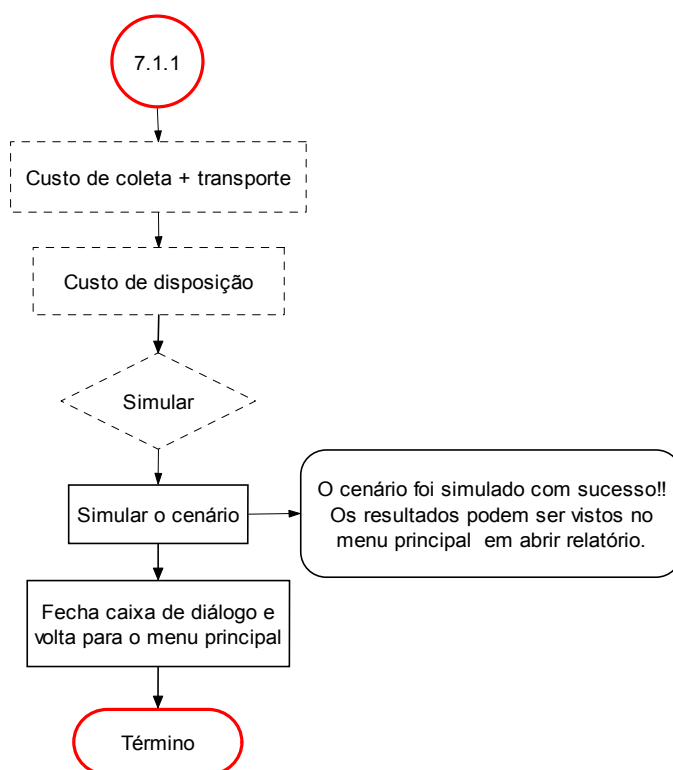 7.1.1
Custo de coleta + transporte
Custo de disposição
Simular
Simular o cenário
O cenário foi simulado com sucesso!!
Os resultados podem ser vistos no
menu principal em abrir relatório.
Fecha caixa de diálogo e
volta para o menu principal
Término